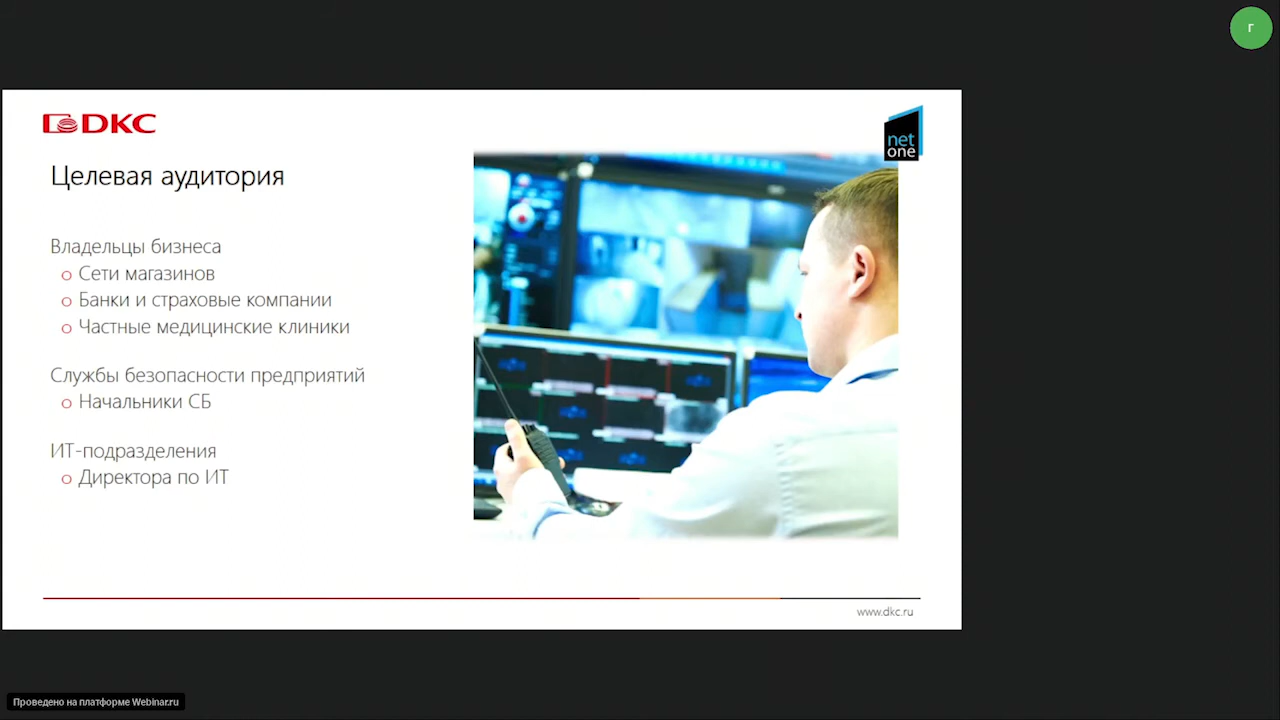 г
DKC
net
one
Целевая аудитория
Владельцы бизнеса
o Сети магазинов
o Банки и страховые компании
o Частные медицинские клиники
Службы безопасности предприятий
o Начальники СБ
ИТ-подразделения
o Директора по ИТ
www.dkc.ru
Проведено на платформе Webinar.ru